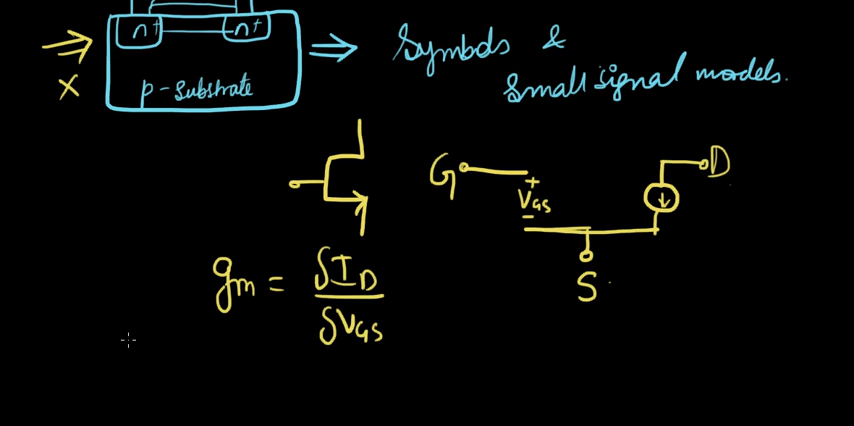 n+ n+
p-substrate
X
⇒ Symbols &
Small signal models.
G
+
VGS
−
D
S
gm = δID / δVGS